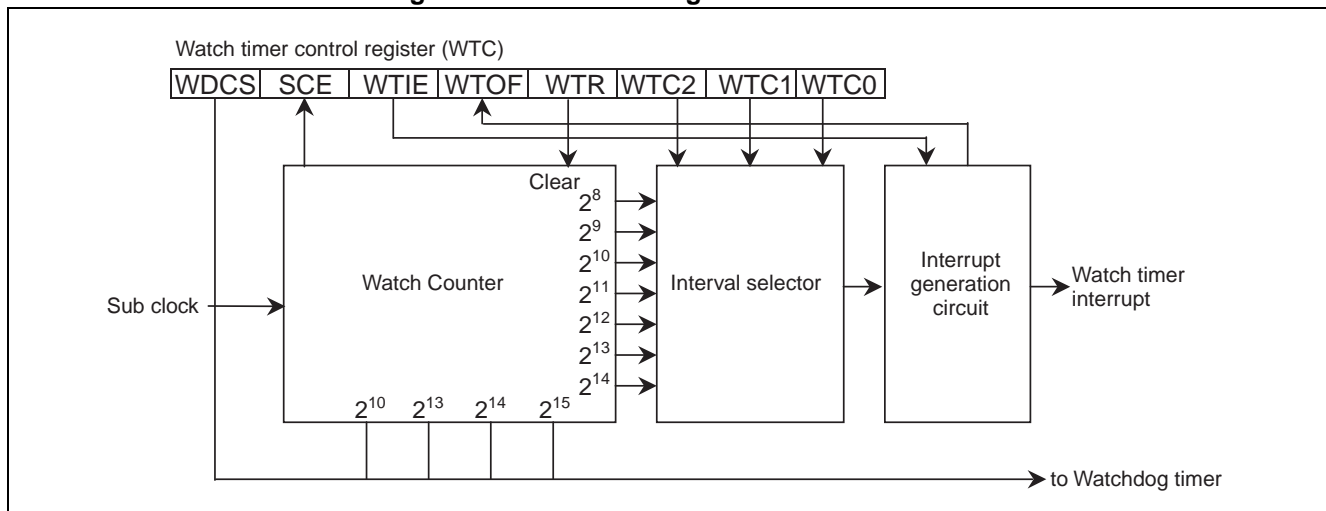 Watch timer control register (WTC)
WDCS SCE WTIE WTOF WTR WTC2 WTC1 WTC0
Clear
2^8
2^9
2^10
2^11
2^12
2^13
2^14
Watch Counter
Sub clock
Interval selector
Interrupt
generation
circuit
Watch timer
interrupt
2^10 2^13 2^14 2^15
to Watchdog timer